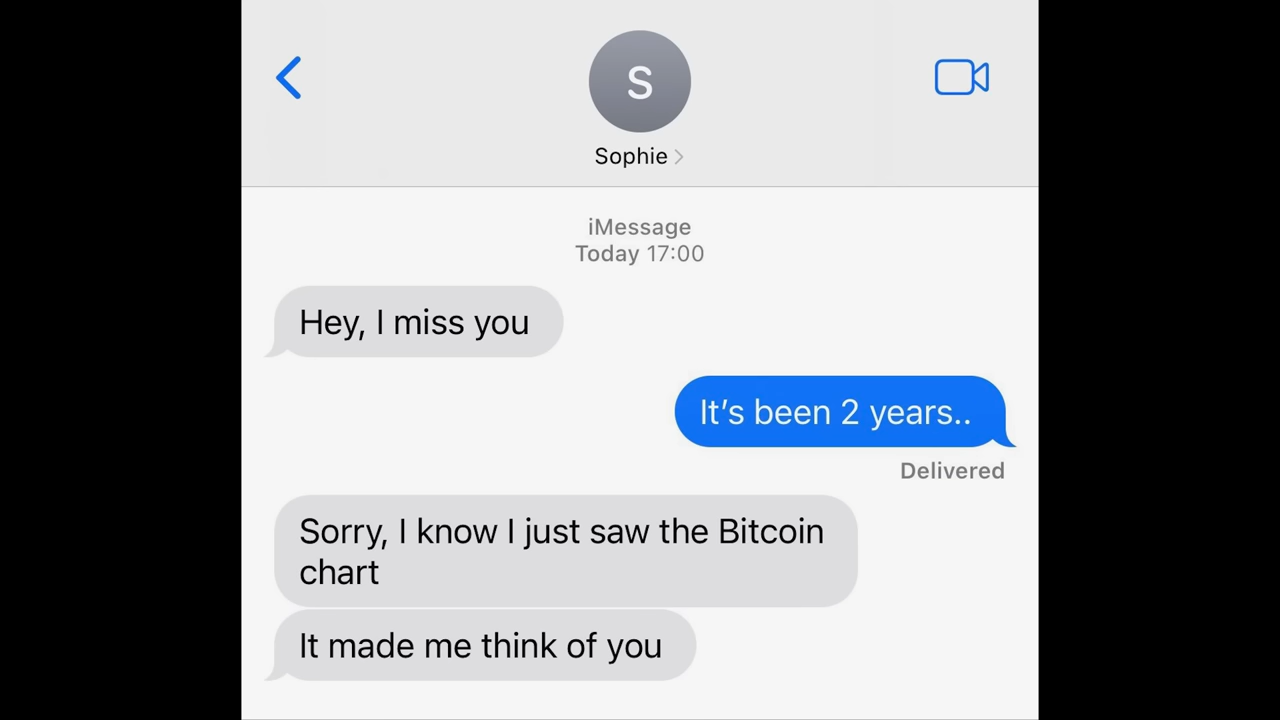 S
Sophie
iMessage
Today 17:00
Hey, I miss you
It’s been 2 years..
Delivered
Sorry, I know I just saw the Bitcoin
chart
It made me think of you